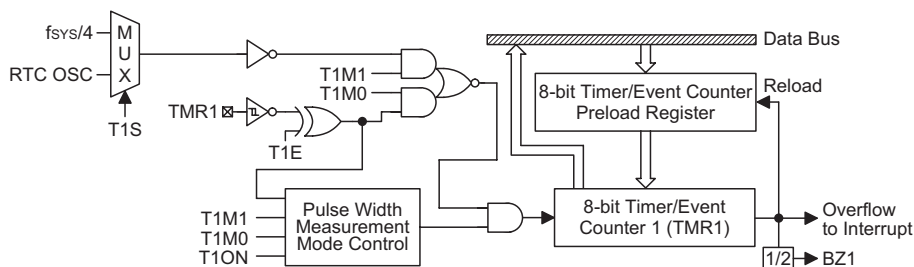 fSYS/4
RTC OSC
M
U
X
T1S
TMR1
T1E
T1M1
T1M0
T1M1
T1M0
T1ON
Pulse Width
Measurement
Mode Control
Data Bus
8-bit Timer/Event Counter
Preload Register
Reload
8-bit Timer/Event
Counter 1 (TMR1)
Overflow
to Interrupt
1/2
BZ1